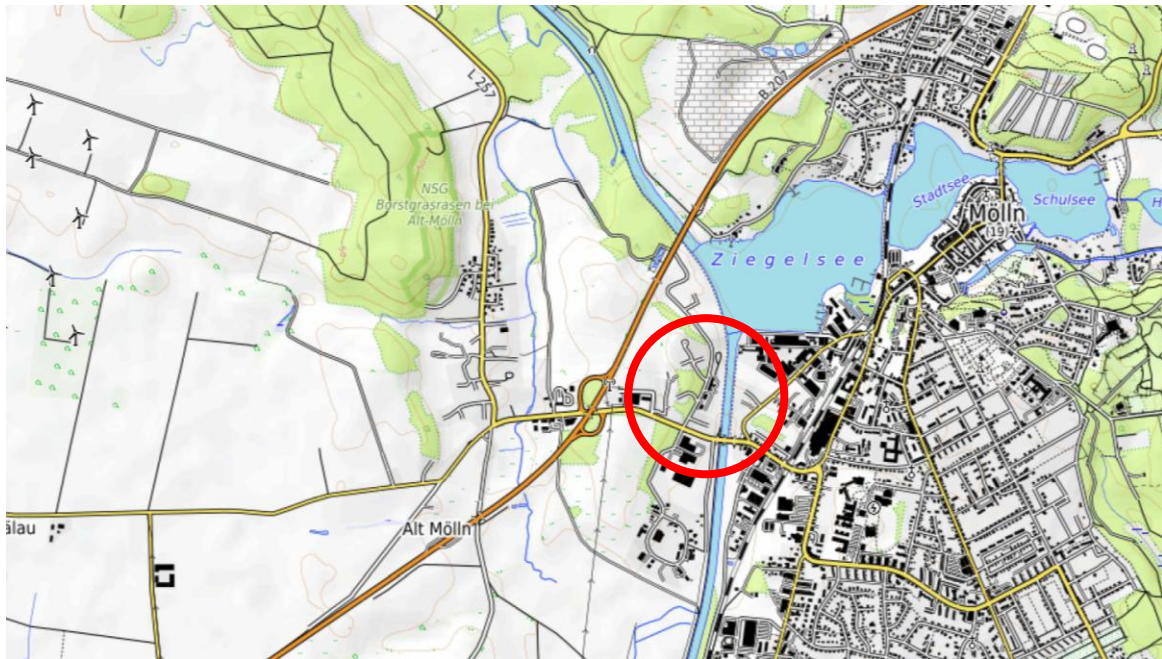 L 257
B 207
NSG
Borstgrasrasen bei
Alt-Mölln
Stadtsee
Mölln
(19)
Schulsee
H
Ziegelsee
Alt Mölln
älau